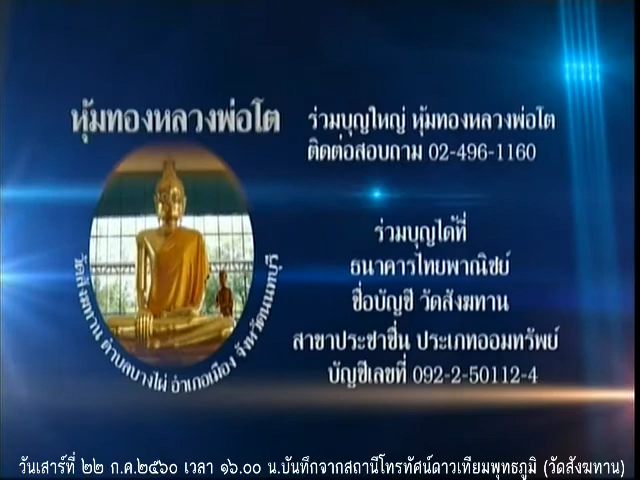 หุ้มทองหลวงพ่อโต
วัดสังฆทาน ตำบลบางไผ่ อำเภอเมือง จังหวัดนนทบุรี
ร่วมบุญใหญ่ หุ้มทองหลวงพ่อโต
ติดต่อสอบถาม 02-496-1160
ร่วมบุญได้ที่
ธนาคารไทยพาณิชย์
ชื่อบัญชี วัดสังฆทาน
สาขาประชาชื่น ประเภทออมทรัพย์
บัญชีเลขที่ 092-2-50112-4
วันเสาร์ที่ ๒๒ ก.ค.๒๕๖๐ เวลา ๑๖.๐๐ น.บันทึกจากสถานีโทรทัศน์ดาวเทียมพุทธภูมิ (วัดสังฆทาน)